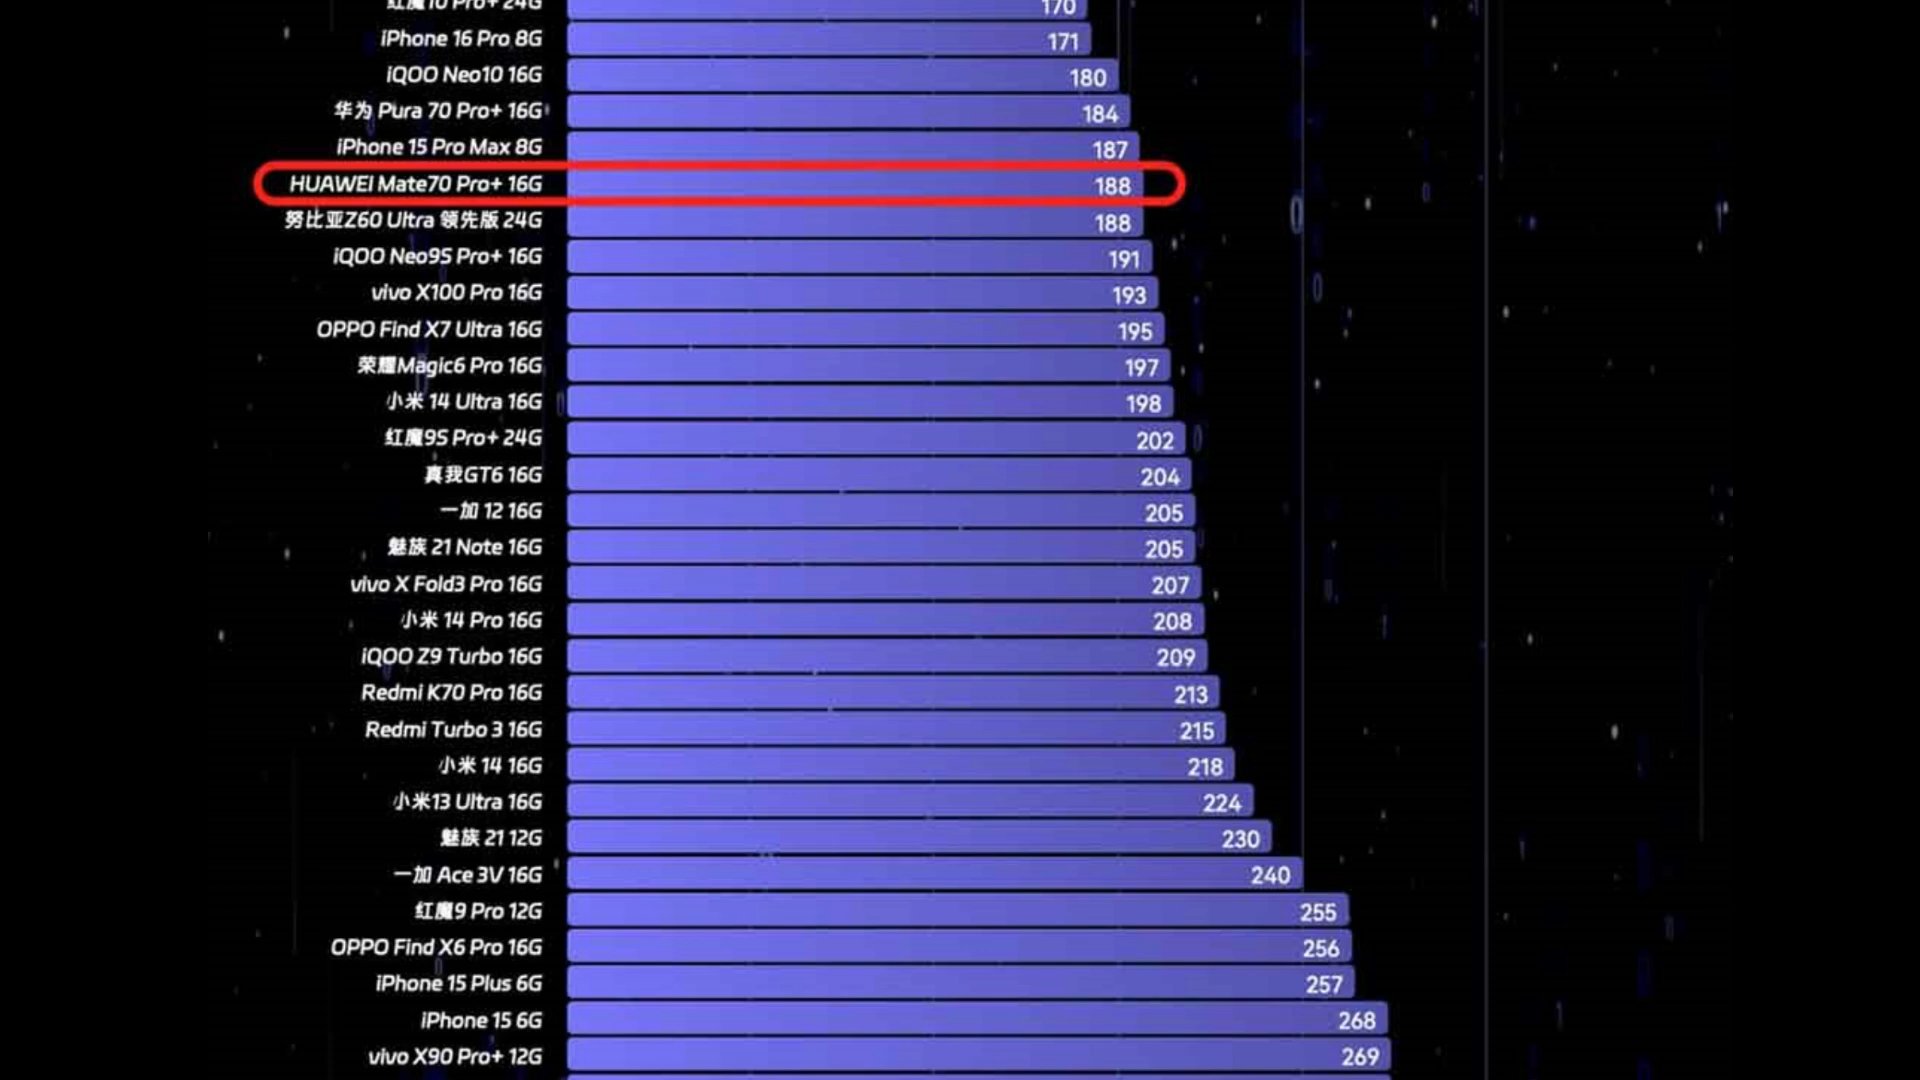 红魔10 Pro+ 24G 170
iPhone 16 Pro 8G 171
iQOO Neo10 16G 180
华为 Pura 70 Pro+ 16G 184
iPhone 15 Pro Max 8G 187
HUAWEI Mate70 Pro+ 16G 188
努比亚Z60 Ultra 领先版 24G 188
iQOO Neo9S Pro+ 16G 191
vivo X100 Pro 16G 193
OPPO Find X7 Ultra 16G 195
荣耀Magic6 Pro 16G 197
小米 14 Ultra 16G 198
红魔9S Pro+ 24G 202
真我GT6 16G 204
一加 12 16G 205
魅族 21 Note 16G 205
vivo X Fold3 Pro 16G 207
小米 14 Pro 16G 208
iQOO Z9 Turbo 16G 209
Redmi K70 Pro 16G 213
Redmi Turbo 3 16G 215
小米 14 16G 218
小米13 Ultra 16G 224
魅族 21 12G 230
一加 Ace 3V 16G 240
红魔9 Pro 12G 255
OPPO Find X6 Pro 16G 256
iPhone 15 Plus 6G 257
iPhone 15 6G 268
vivo X90 Pro+ 12G 269